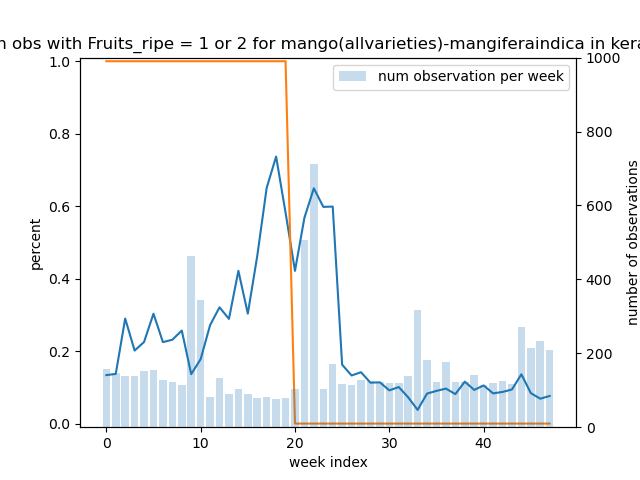 obs with Fruits_ripe = 1 or 2 for mango(allvarieties)-mangiferaindica in
num observation per week
percent
1.0
0.8
0.6
0.4
0.2
0.0
1000
800
600
400
200
0
number of observations
0 10 20 30 40
week index